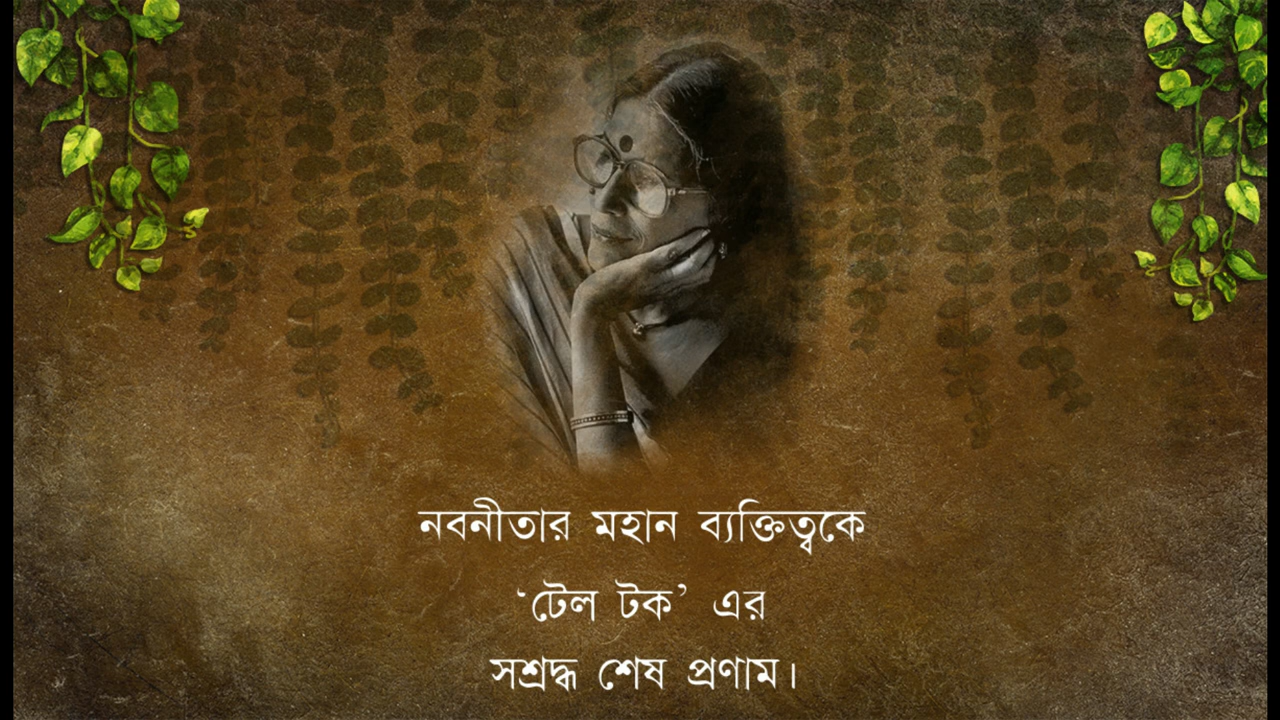 নবনীতার মহান ব্যক্তিত্বকে
‘টেল টক’ এর
সশ্রদ্ধ শেষ প্রণাম।